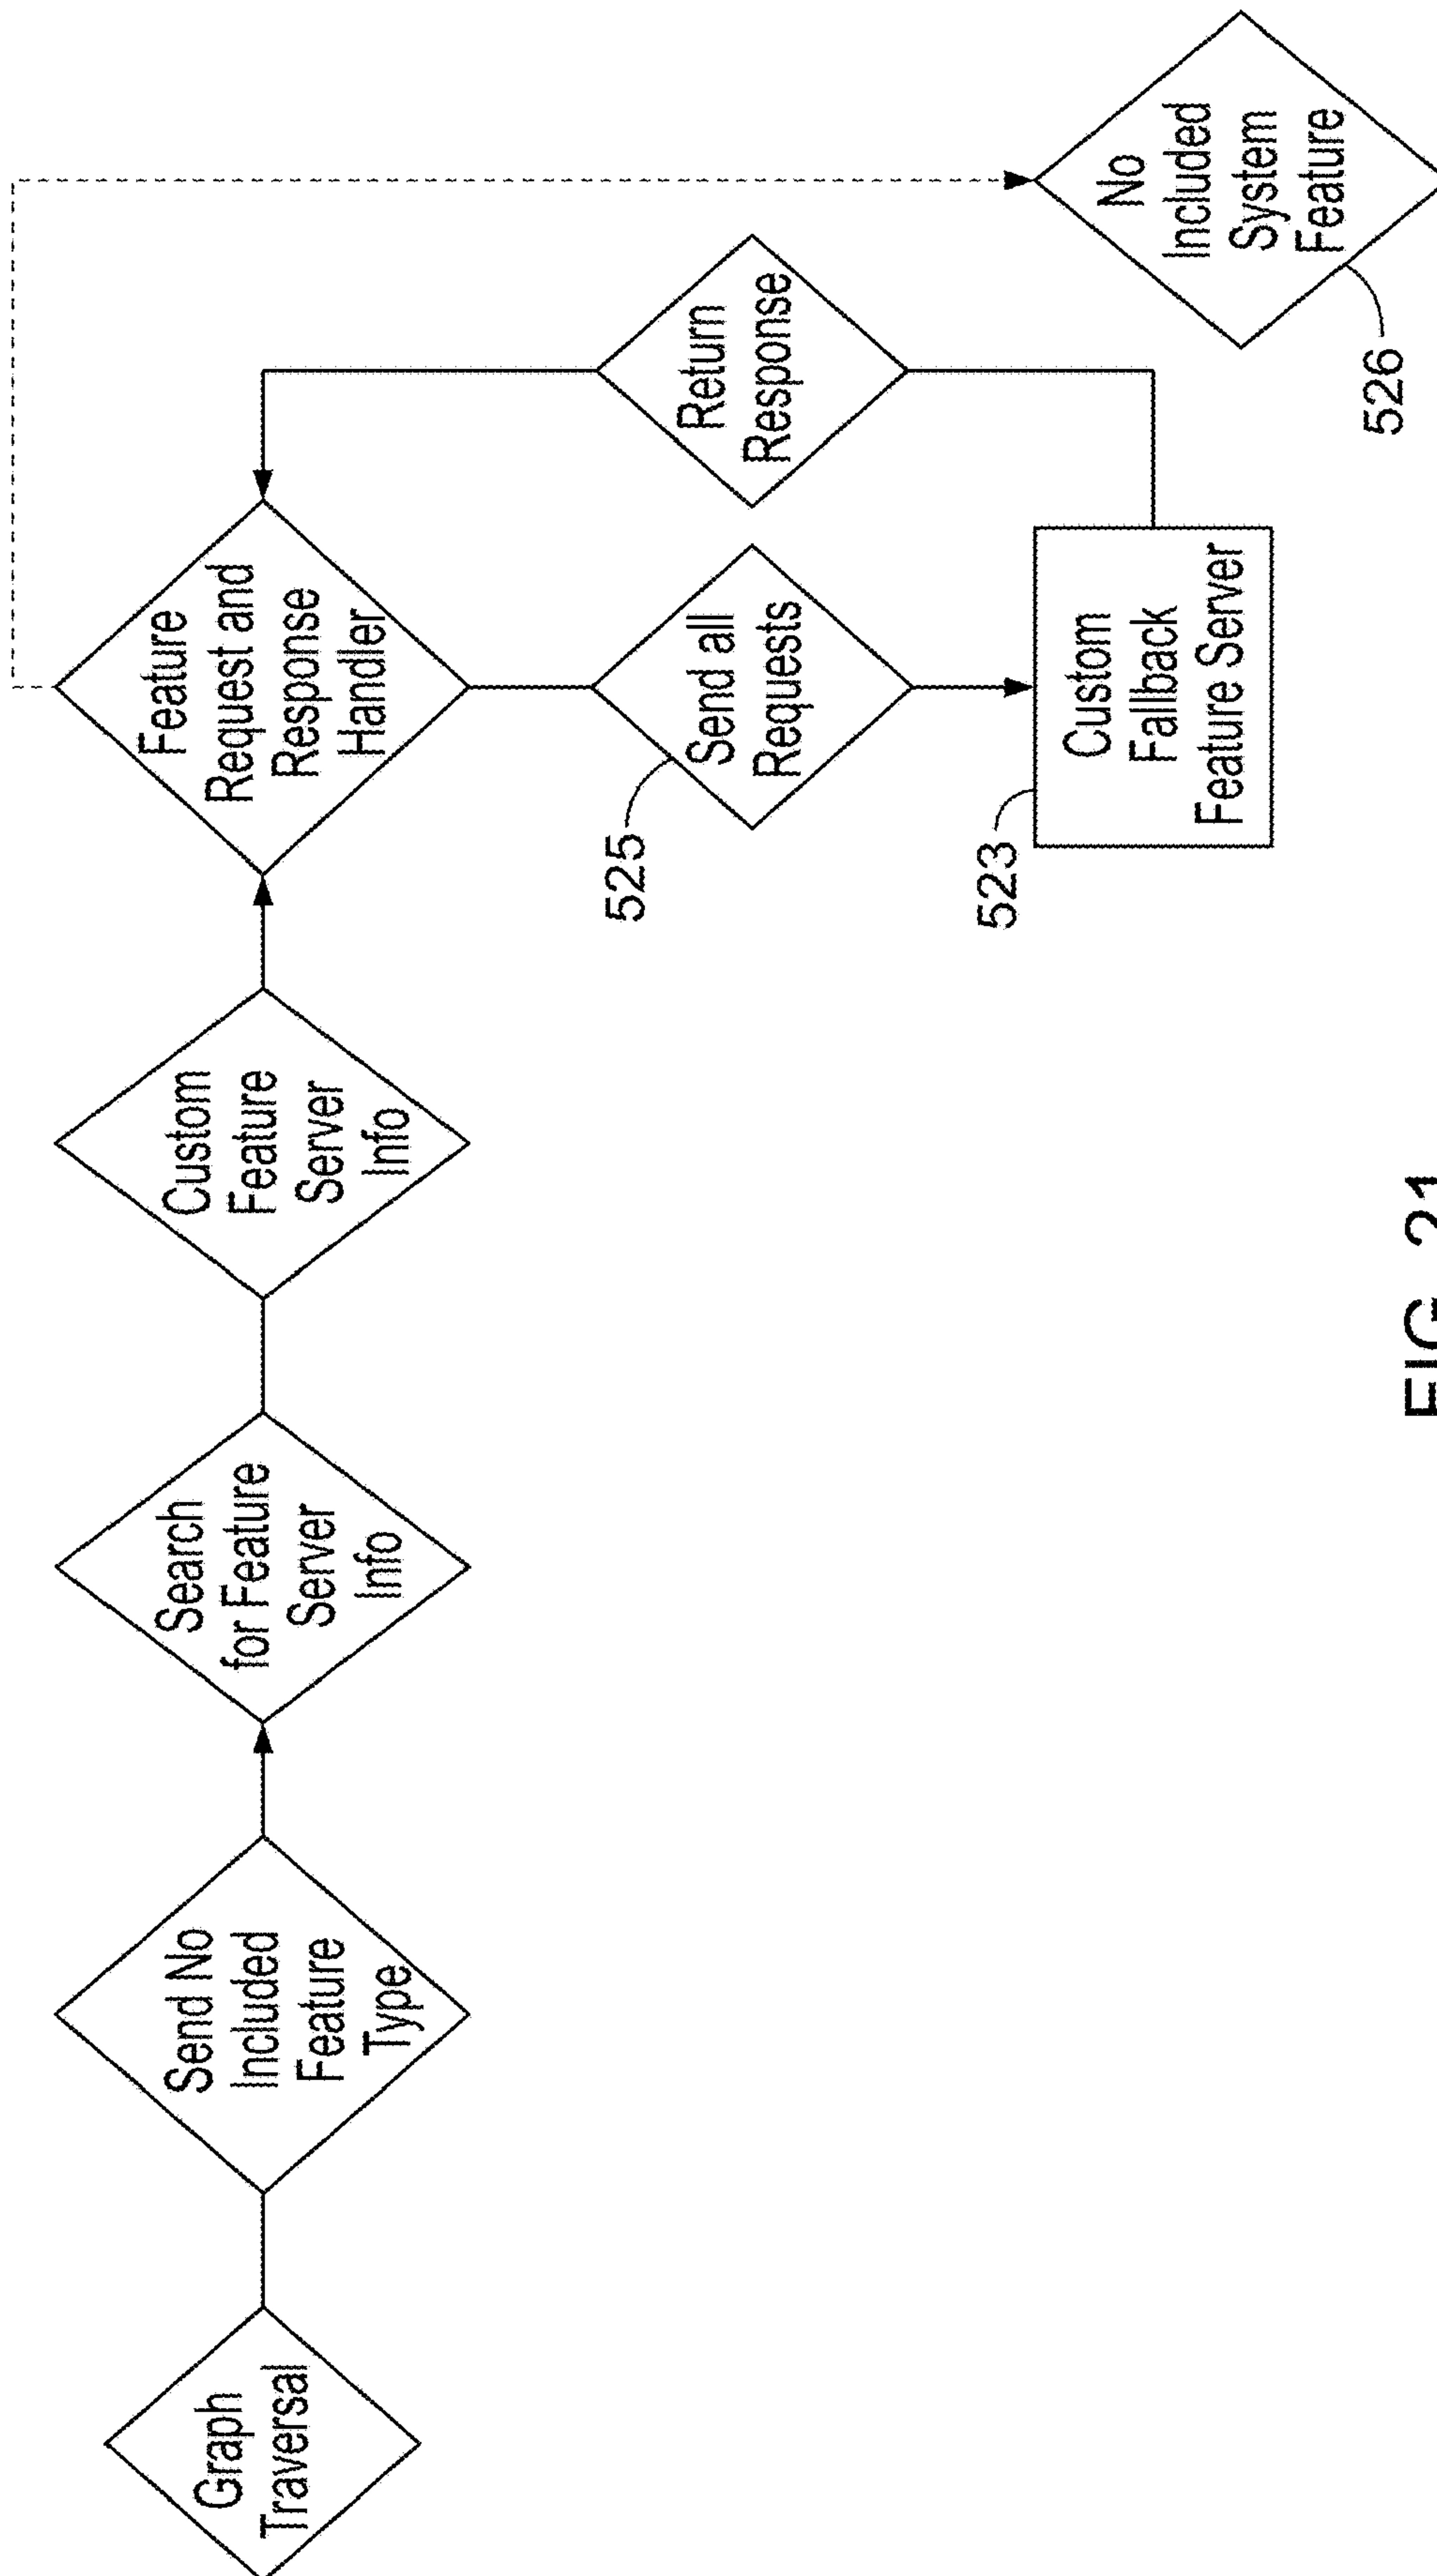 Graph
Traversal
Send No
Included
Feature
Type
Search
for Feature
Server
Info
Custom
Feature
Server
Info
Feature
Request and
Response
Handler
525
Send all
Requests
Return
Response
523
Custom
Fallback
Feature Server
526
No
Included
System
Feature
FIG. 21